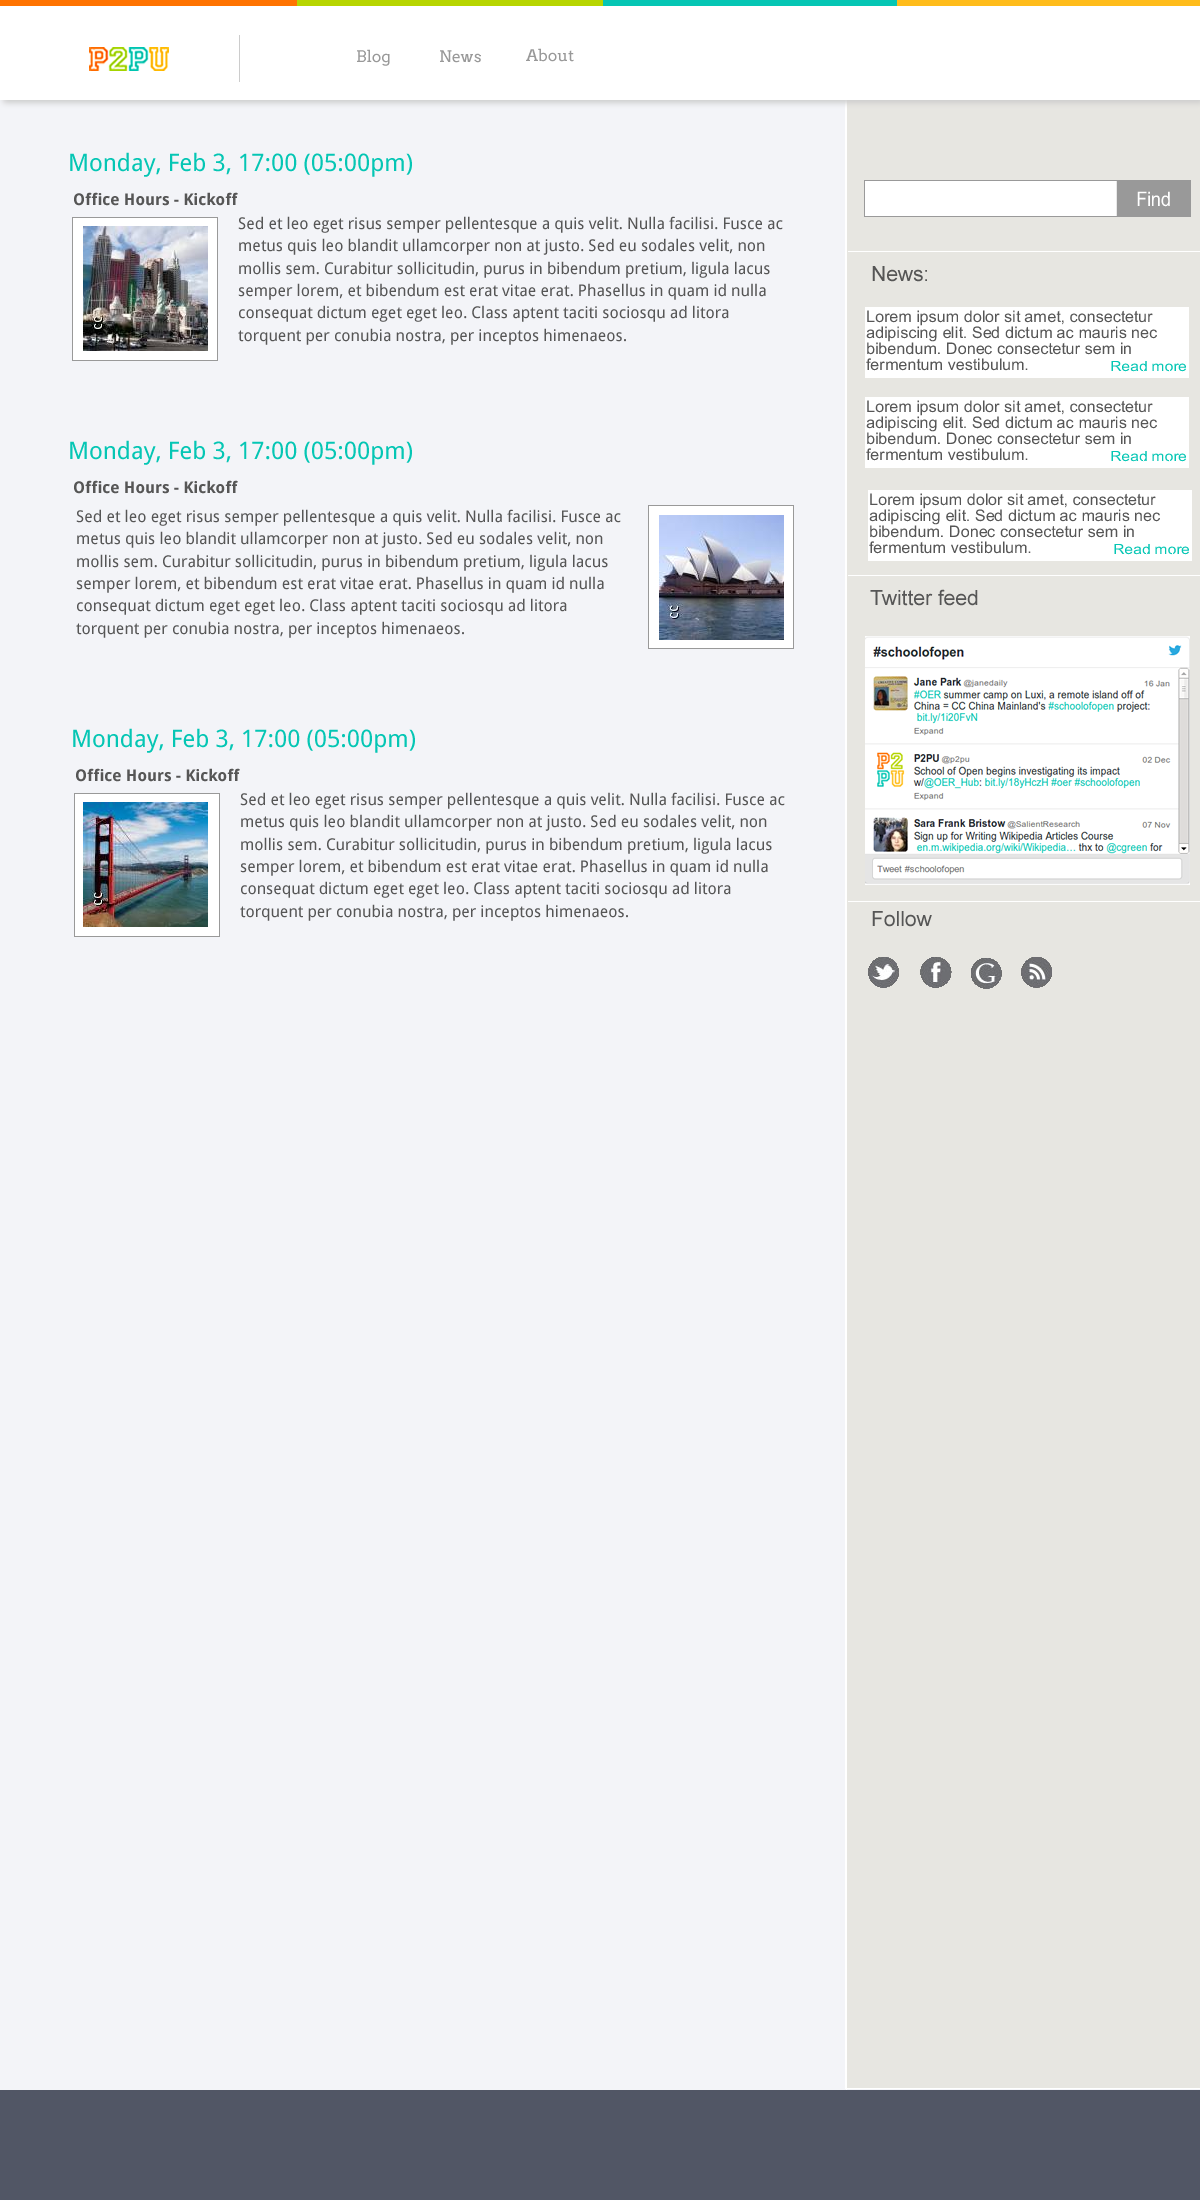 P2PU
Blog News About
Monday, Feb 3, 17:00 (05:00pm)
Office Hours - Kickoff
Sed et leo eget risus semper pellentesque a quis velit. Nulla facilisi. Fusce ac
metus quis leo blandit ullamcorper non at justo. Sed eu sodales velit, non
mollis sem. Curabitur sollicitudin, purus in bibendum pretium, ligula lacus
semper lorem, et bibendum est erat vitae erat. Phasellus in quam id nulla
consequat dictum eget eget leo. Class aptent taciti sociosqu ad litora
torquent per conubia nostra, per inceptos himenaeos.
CC
Monday, Feb 3, 17:00 (05:00pm)
Office Hours - Kickoff
Sed et leo eget risus semper pellentesque a quis velit. Nulla facilisi. Fusce ac
metus quis leo blandit ullamcorper non at justo. Sed eu sodales velit, non
mollis sem. Curabitur sollicitudin, purus in bibendum pretium, ligula lacus
semper lorem, et bibendum est erat vitae erat. Phasellus in quam id nulla
consequat dictum eget eget leo. Class aptent taciti sociosqu ad litora
torquent per conubia nostra, per inceptos himenaeos.
CC
Monday, Feb 3, 17:00 (05:00pm)
Office Hours - Kickoff
Sed et leo eget risus semper pellentesque a quis velit. Nulla facilisi. Fusce ac
metus quis leo blandit ullamcorper non at justo. Sed eu sodales velit, non
mollis sem. Curabitur sollicitudin, purus in bibendum pretium, ligula lacus
semper lorem, et bibendum est erat vitae erat. Phasellus in quam id nulla
consequat dictum eget eget leo. Class aptent taciti sociosqu ad litora
torquent per conubia nostra, per inceptos himenaeos.
CC
Find
News:
Lorem ipsum dolor sit amet, consectetur
adipiscing elit. Sed dictum ac mauris nec
bibendum. Donec consectetur sem in
fermentum vestibulum. Read more
Lorem ipsum dolor sit amet, consectetur
adipiscing elit. Sed dictum ac mauris nec
bibendum. Donec consectetur sem in
fermentum vestibulum. Read more
Lorem ipsum dolor sit amet, consectetur
adipiscing elit. Sed dictum ac mauris nec
bibendum. Donec consectetur sem in
fermentum vestibulum. Read more
Twitter feed
#schoolofopen
Jane Park @janedaily 16 Jan
#OER summer camp on Luxi, a remote island off of
China = CC China Mainland's #schoolofopen project:
bit.ly/1i20FvN
Expand
P2PU
P2PU @p2pu 02 Dec
School of Open begins investigating its impact
w/@OER_Hub: bit.ly/18yHczH #oer #schoolofopen
Expand
Sara Frank Bristow @SalientResearch 07 Nov
Sign up for Writing Wikipedia Articles Course
en.m.wikipedia.org/wiki/Wikipedia... thx to @cgreen for
Tweet #schoolofopen
Follow
f
G